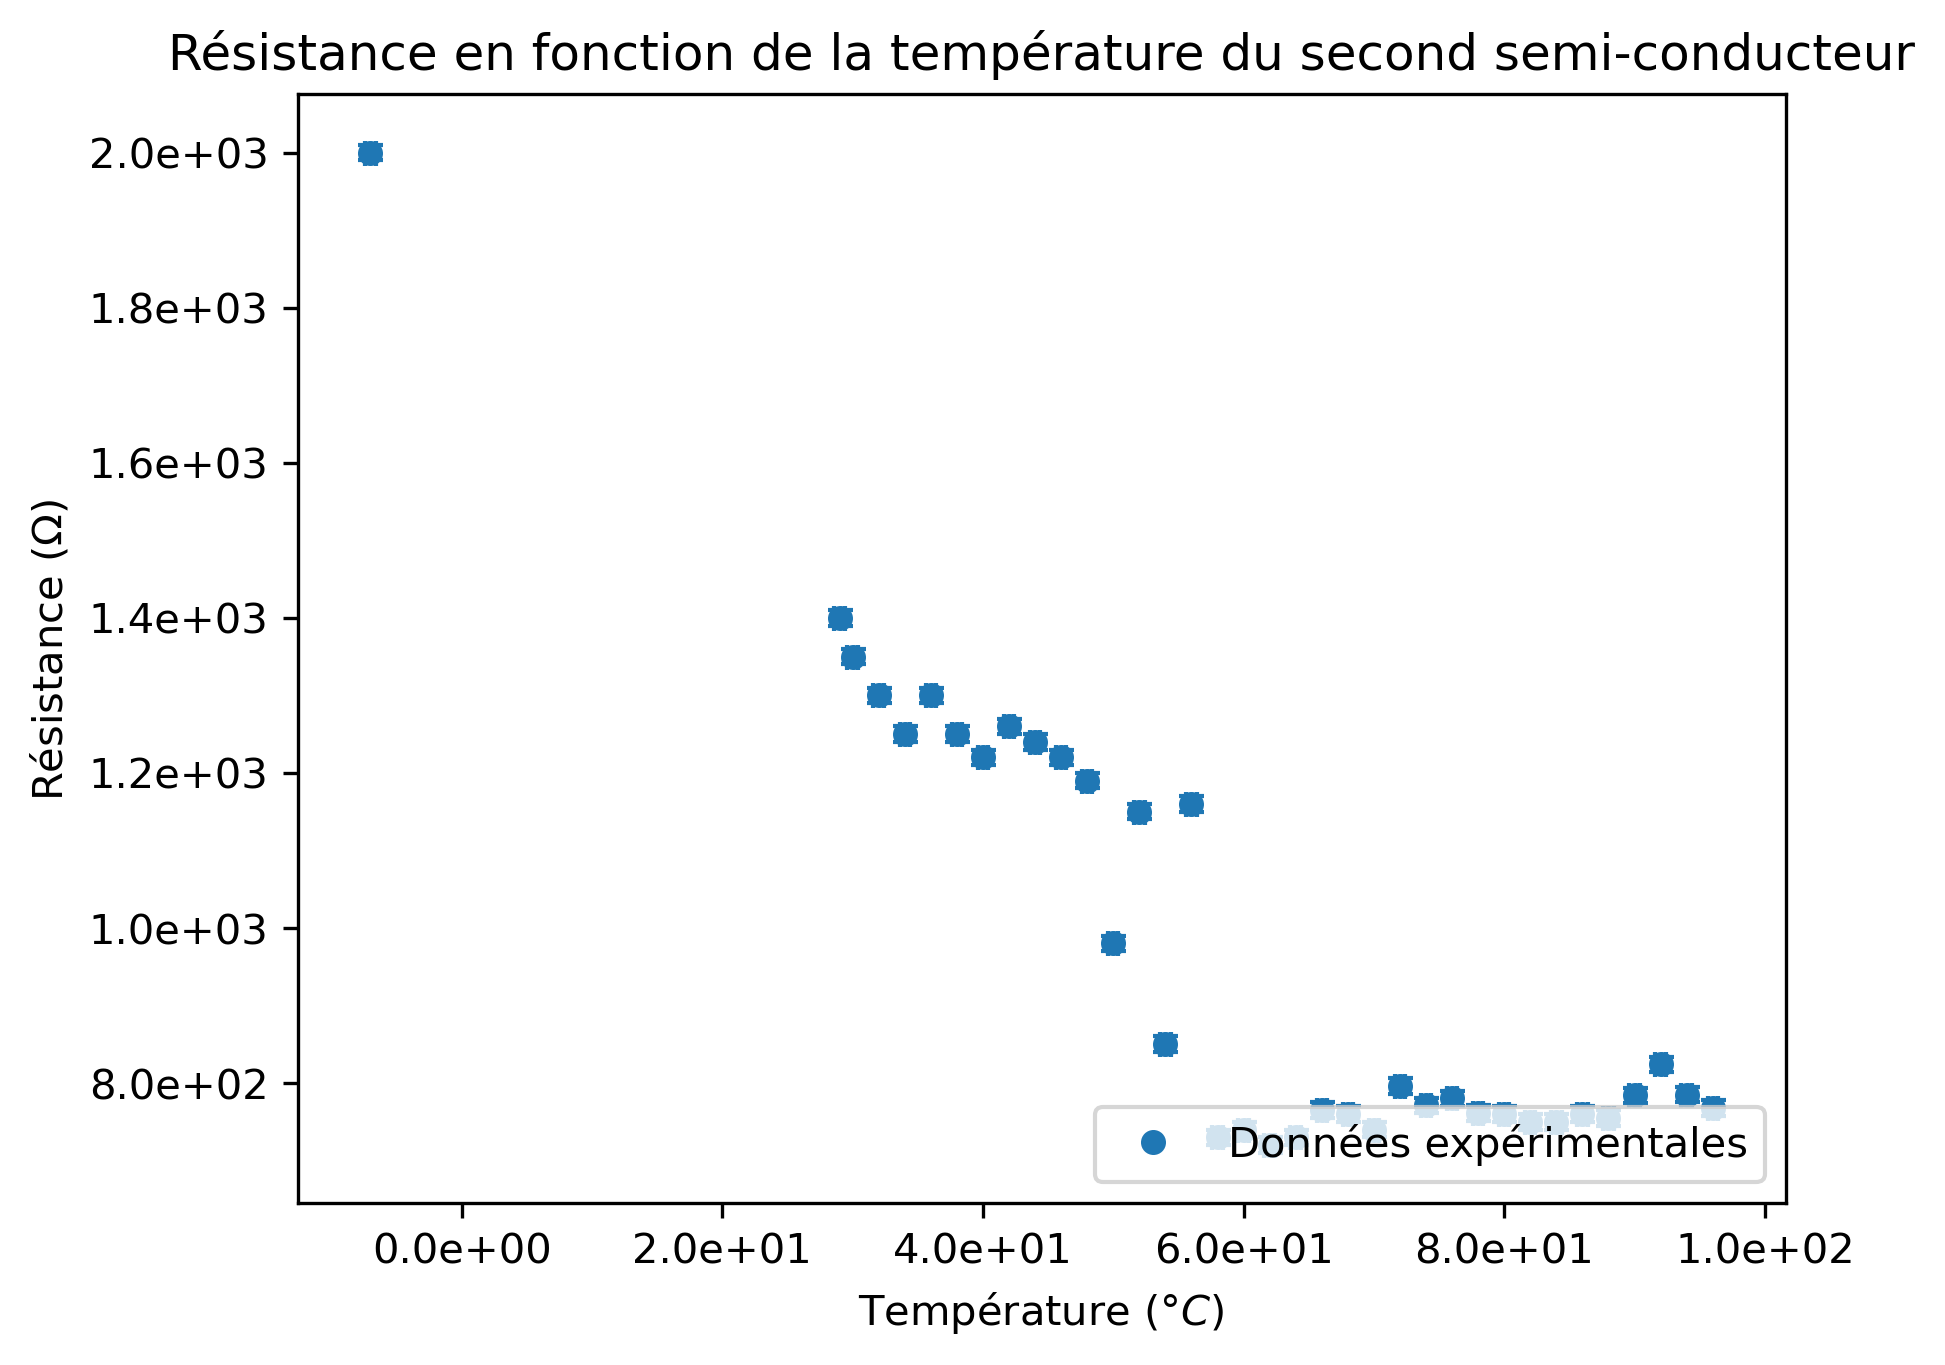 Résistance en fonction de la température du second semi-conducteur
2.0e+03
1.8e+03
1.6e+03
1.4e+03
1.2e+03
1.0e+03
8.0e+02
Résistance (Ω)
Données expérimentales
0.0e+00 2.0e+01 4.0e+01 6.0e+01 8.0e+01 1.0e+02
Température (°C)